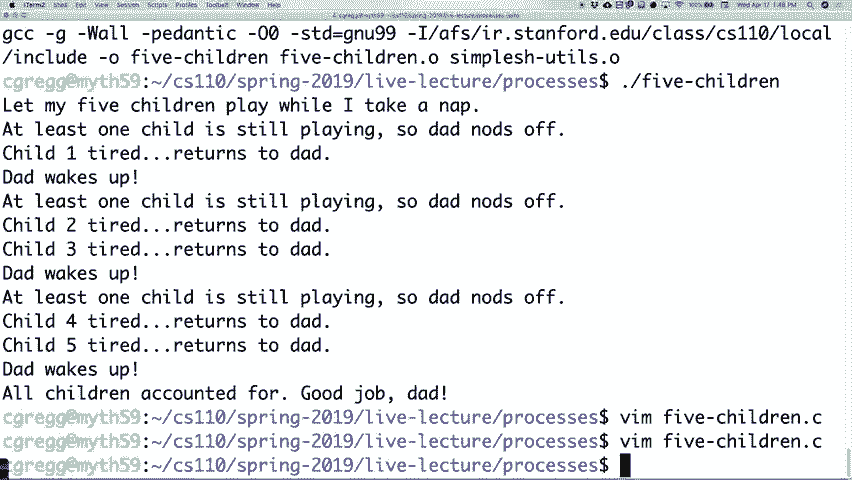 iTerm2 Shell Edit View Session Scripts Profiles Toolbelt Window Help
gcc -g -Wall -pedantic -O0 -std=gnu99 -I/afs/ir.stanford.edu/class/cs110/local
/include -o five-children five-children.o simplesh-utils.o
cgregg@myth59:~/cs110/spring-2019/live-lecture/processes$ ./five-children
Let my five children play while I take a nap.
At least one child is still playing, so dad nods off.
Child 1 tired...returns to dad.
Dad wakes up!
At least one child is still playing, so dad nods off.
Child 2 tired...returns to dad.
Child 3 tired...returns to dad.
Dad wakes up!
At least one child is still playing, so dad nods off.
Child 4 tired...returns to dad.
Child 5 tired...returns to dad.
Dad wakes up!
All children accounted for. Good job, dad!
cgregg@myth59:~/cs110/spring-2019/live-lecture/processes$ vim five-children.c
cgregg@myth59:~/cs110/spring-2019/live-lecture/processes$ vim five-children.c
cgregg@myth59:~/cs110/spring-2019/live-lecture/processes$